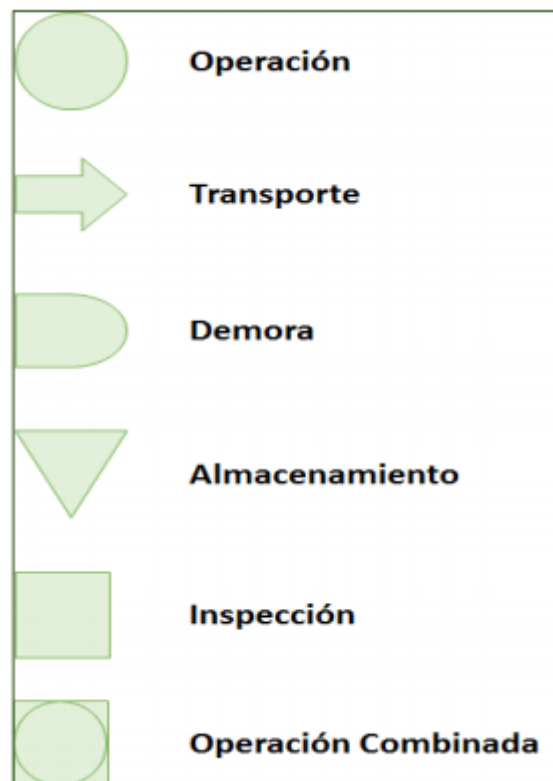 Operación
Transporte
Demora
Almacenamiento
Inspección
Operación Combinada